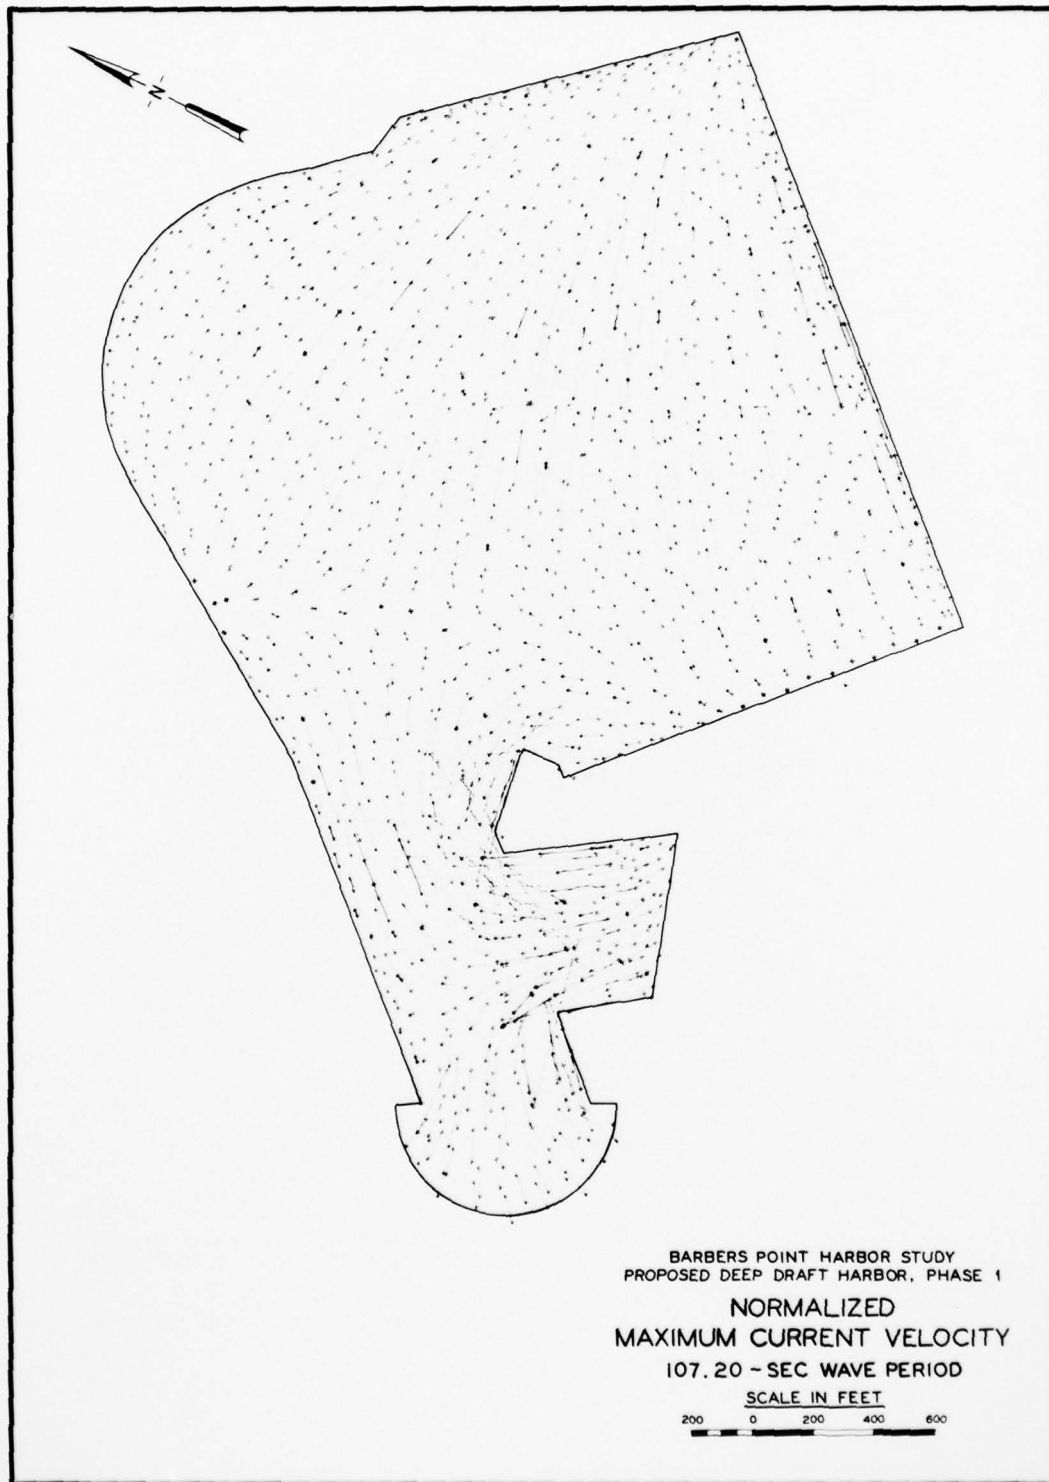 N
BARBERS POINT HARBOR STUDY
PROPOSED DEEP DRAFT HARBOR, PHASE 1
NORMALIZED
MAXIMUM CURRENT VELOCITY
107.20 - SEC WAVE PERIOD
SCALE IN FEET
200 0 200 400 600